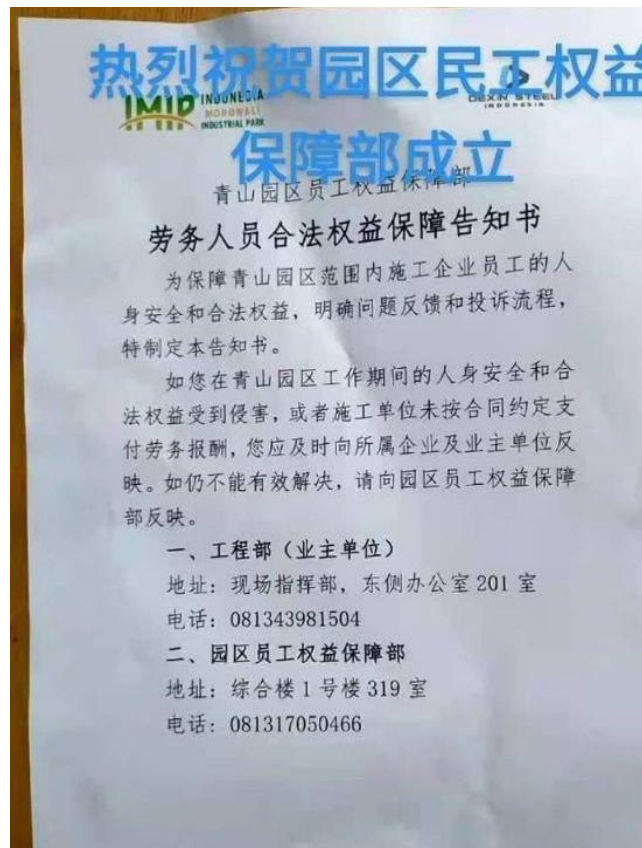 热烈祝贺园区民工权益
保障部成立
IMIP INDONESIA
MOROWALI
INDUSTRIAL PARK
DEXIN STEEL
INDONESIA
青山园区员工权益保障部
劳务人员合法权益保障告知书
为保障青山园区范围内施工企业员工的人
身安全和合法权益，明确问题反馈和投诉流程，
特制定本告知书。
如您在青山园区工作期间的人身安全和合
法权益受到侵害，或者施工单位未按合同约定支
付劳务报酬，您应及时向所属企业及业主单位反
映。如仍不能有效解决，请向园区员工权益保障
部反映。
一、工程部（业主单位）
地址：现场指挥部，东侧办公室 201 室
电话：081343981504
二、园区员工权益保障部
地址：综合楼 1 号楼 319 室
电话：081317050466